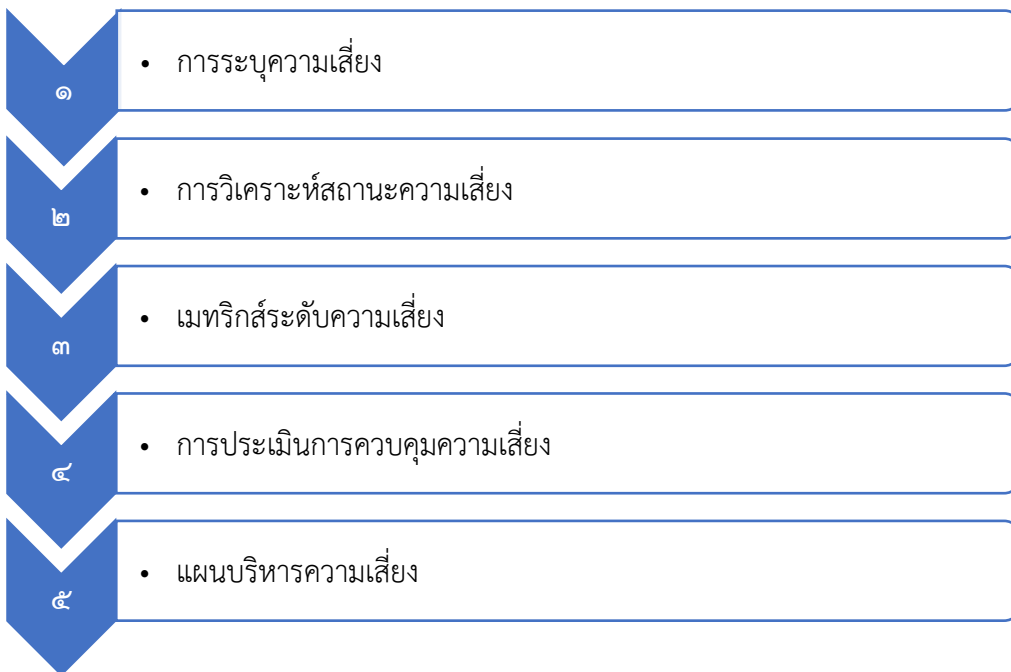 ๑
• การระบุความเสี่ยง
๒
• การวิเคราะห์สถานะความเสี่ยง
๓
• เมทริกส์ระดับความเสี่ยง
๔
• การประเมินการควบคุมความเสี่ยง
๕
• แผนบริหารความเสี่ยง